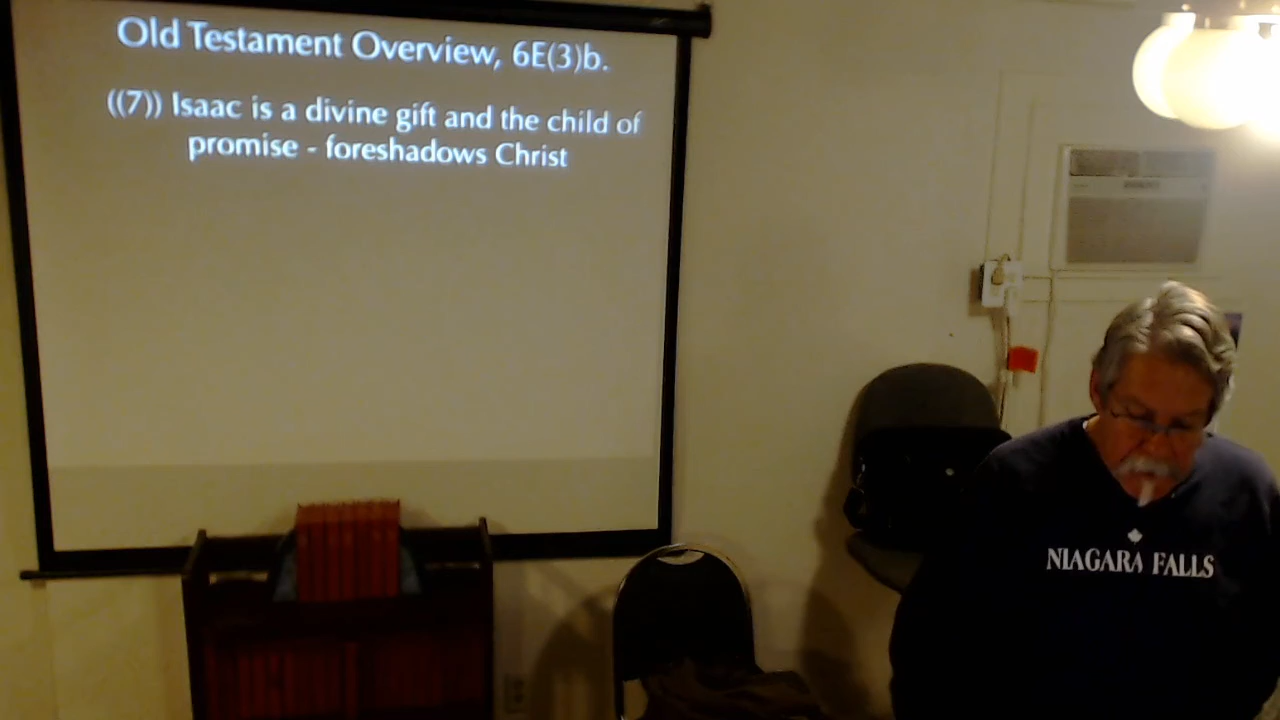 Old Testament Overview, 6E(3)b.
((7)) Isaac is a divine gift and the child of
promise - foreshadows Christ
NIAGARA FALLS